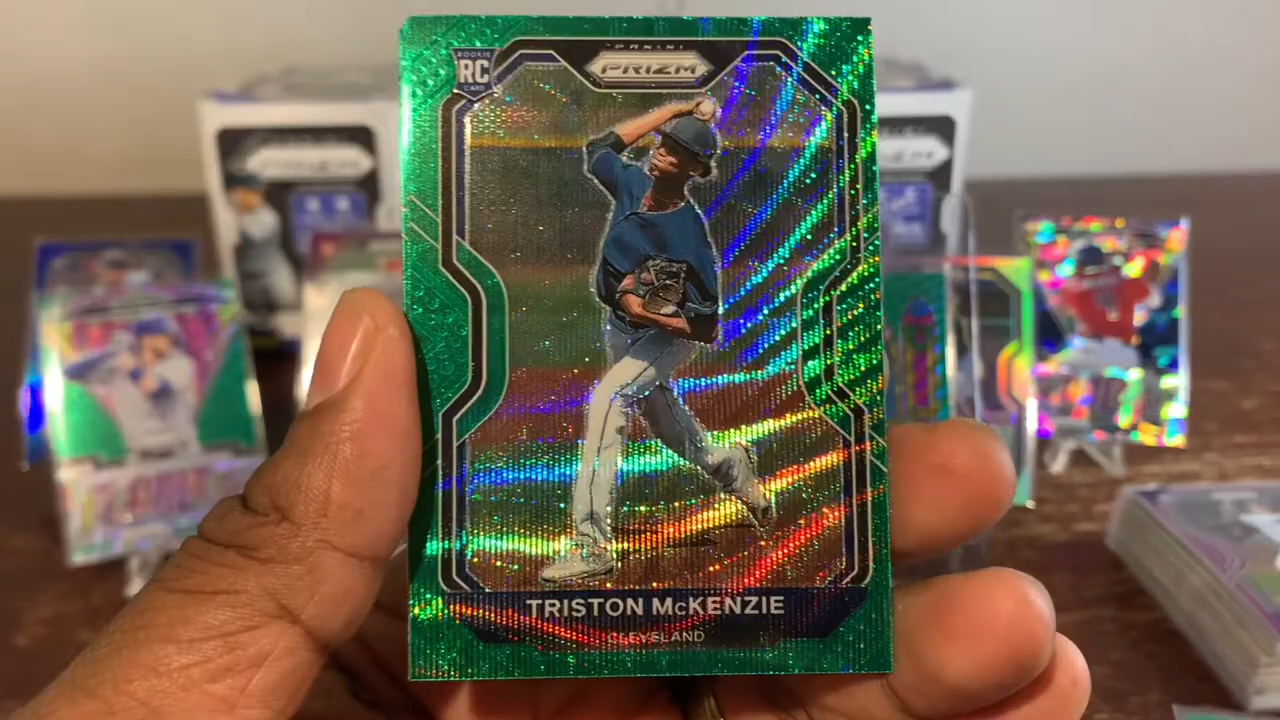 PANINI
PRIZM
ROOKIE
RC
CARD
TRISTON McKENZIE
CLEVELAND